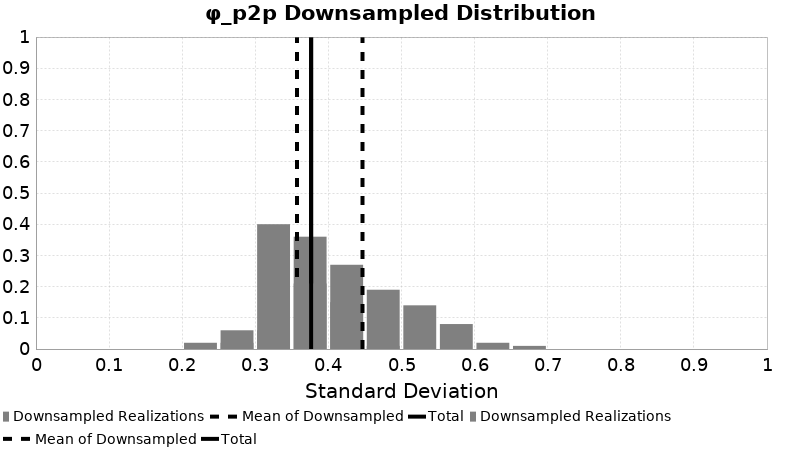 φ_p2p Downsampled Distribution
1
0.9
0.8
0.7
0.6
0.5
0.4
0.3
0.2
0.1
0
0 0.1 0.2 0.3 0.4 0.5 0.6 0.7 0.8 0.9 1
Standard Deviation
Downsampled Realizations Mean of Downsampled Total Downsampled Realizations
Mean of Downsampled Total